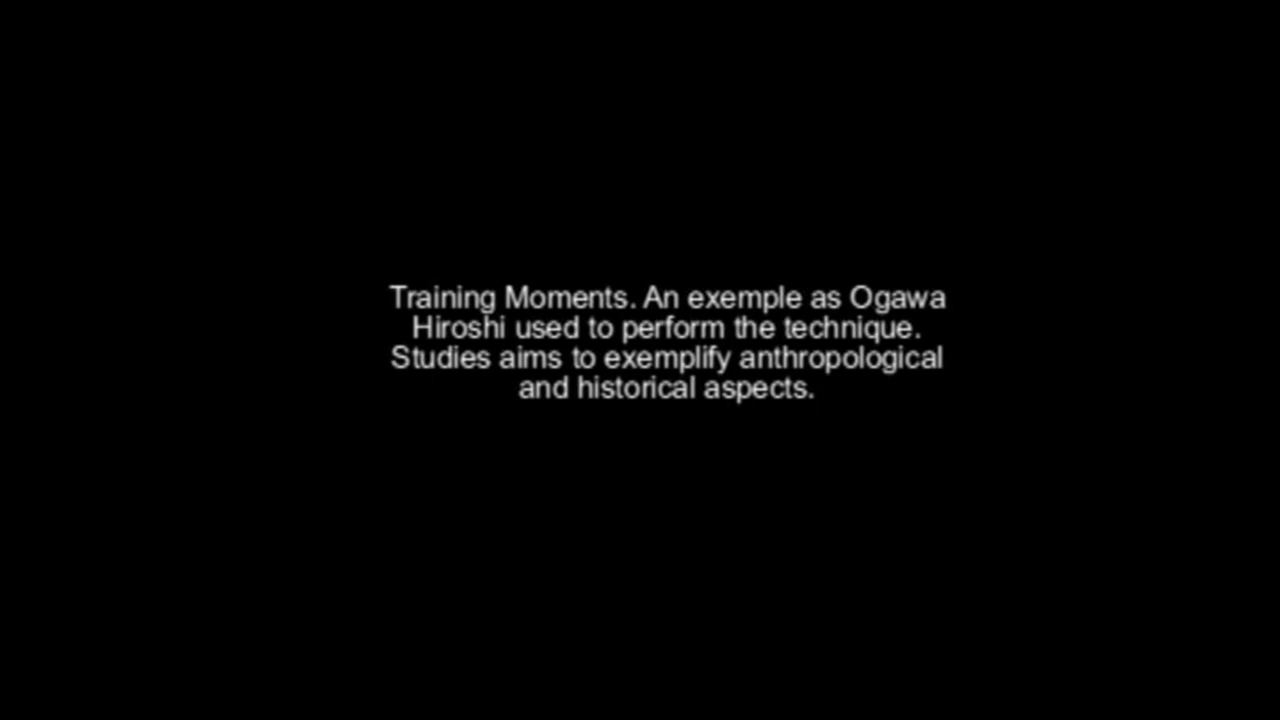 Training Moments. An exemple as Ogawa
Hiroshi used to perform the technique.
Studies aims to exemplify anthropological
and historical aspects.